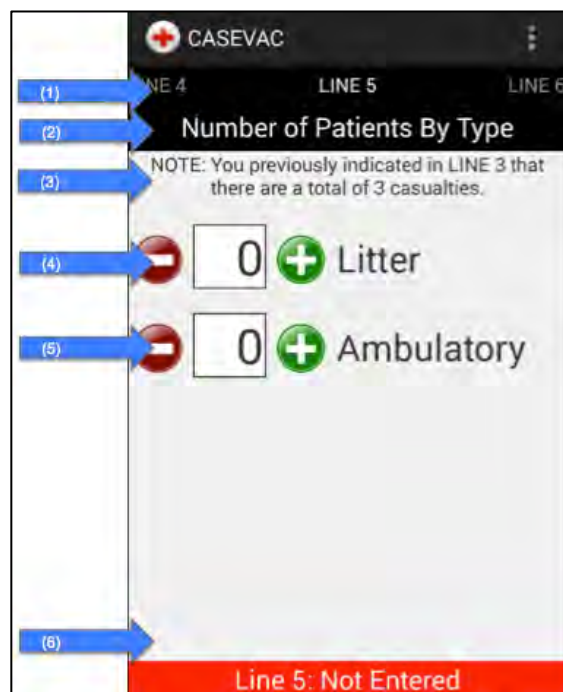 CASEVAC
(1) NE 4 LINE 5 LINE 6
(2) Number of Patients By Type
(3) NOTE: You previously indicated in LINE 3 that
there are a total of 3 casualties.
(4) 0 Litter
(5) 0 Ambulatory
(6)
Line 5: Not Entered